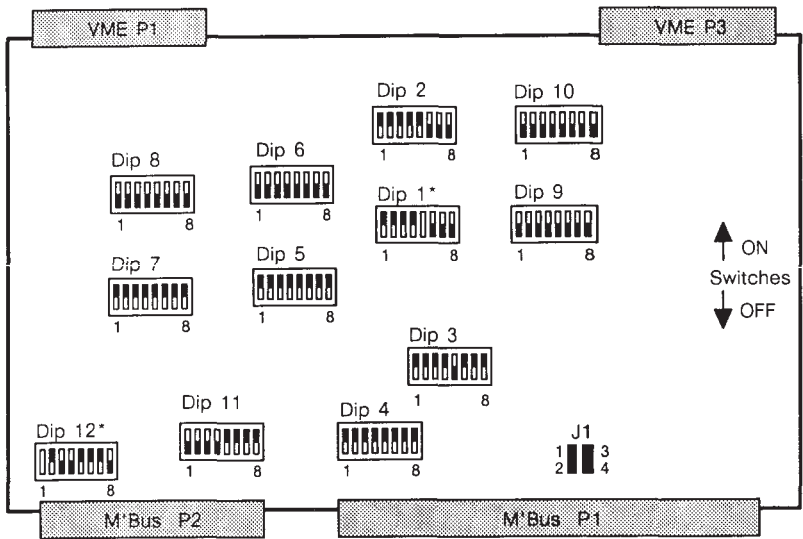 VME P1
VME P3
Dip 2
1 8
Dip 10
1 8
Dip 8
1 8
Dip 6
1 8
Dip 1*
1 8
Dip 9
1 8
ON
Switches
OFF
Dip 7
1 8
Dip 5
1 8
Dip 3
1 8
Dip 12*
1 8
Dip 11
1 8
Dip 4
1 8
J1
1 3
2 4
M*Bus P2
M*Bus P1